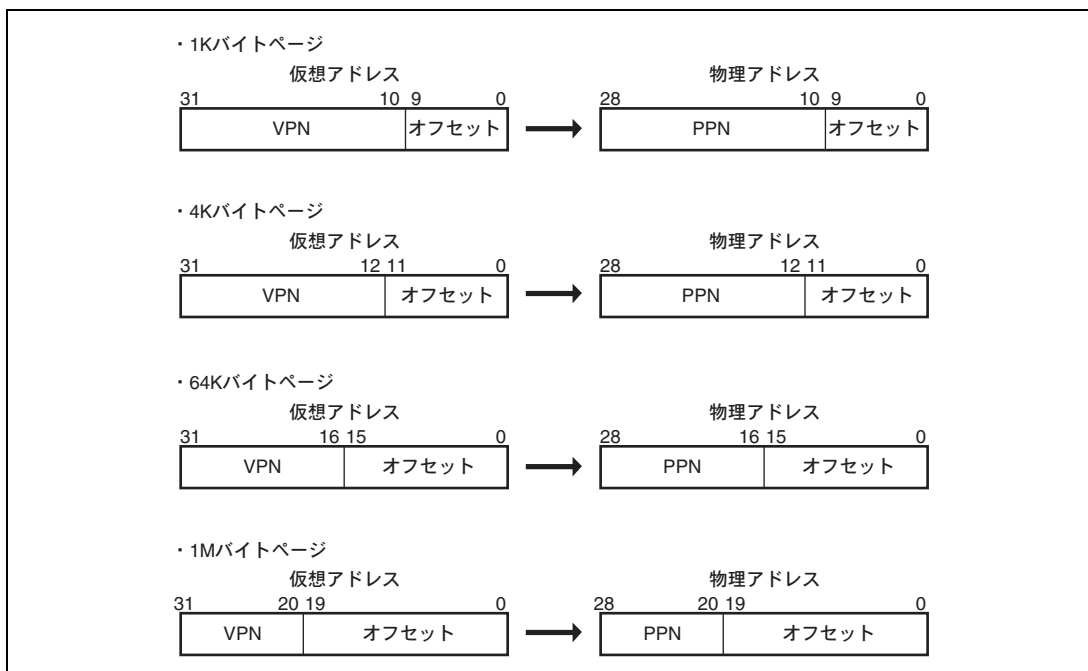 ・1Kバイトページ
仮想アドレス 物理アドレス
31 10 9 0 28 10 9 0
VPN オフセット PPN オフセット
・4Kバイトページ
仮想アドレス 物理アドレス
31 12 11 0 28 12 11 0
VPN オフセット PPN オフセット
・64Kバイトページ
仮想アドレス 物理アドレス
31 16 15 0 28 16 15 0
VPN オフセット PPN オフセット
・1Mバイトページ
仮想アドレス 物理アドレス
31 20 19 0 28 20 19 0
VPN オフセット PPN オフセット